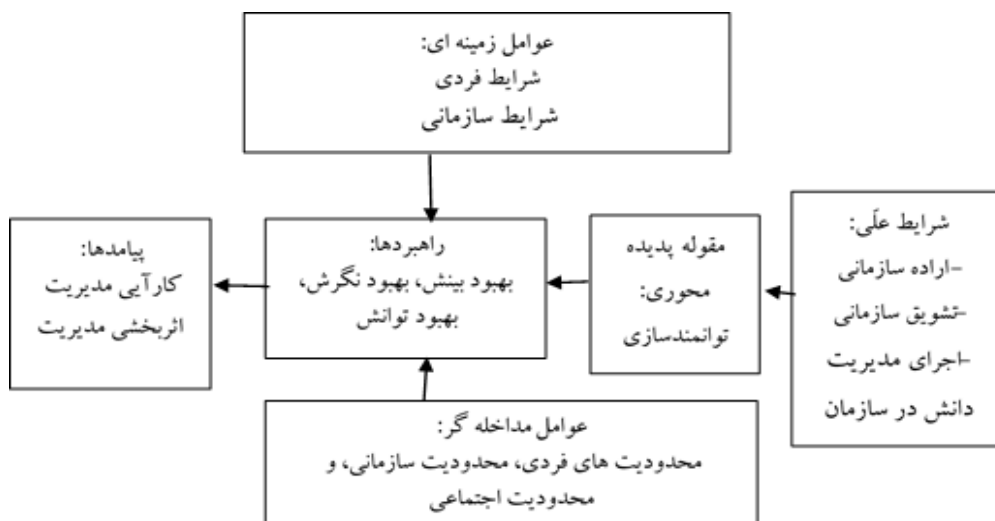 عوامل زمینه ای:
شرایط فردی
شرایط سازمانی
شرایط علّی:
-اراده سازمانی
-تشویق سازمانی
-اجرای مدیریت
دانش در سازمان
مقوله پدیده
محوری:
توانمندسازی
راهبردها:
بهبود بینش، بهبود نگرش،
بهبود توانش
پیامدها:
کارآیی مدیریت
اثربخشی مدیریت
عوامل مداخله گر:
محدودیت های فردی، محدودیت سازمانی، و
محدودیت اجتماعی